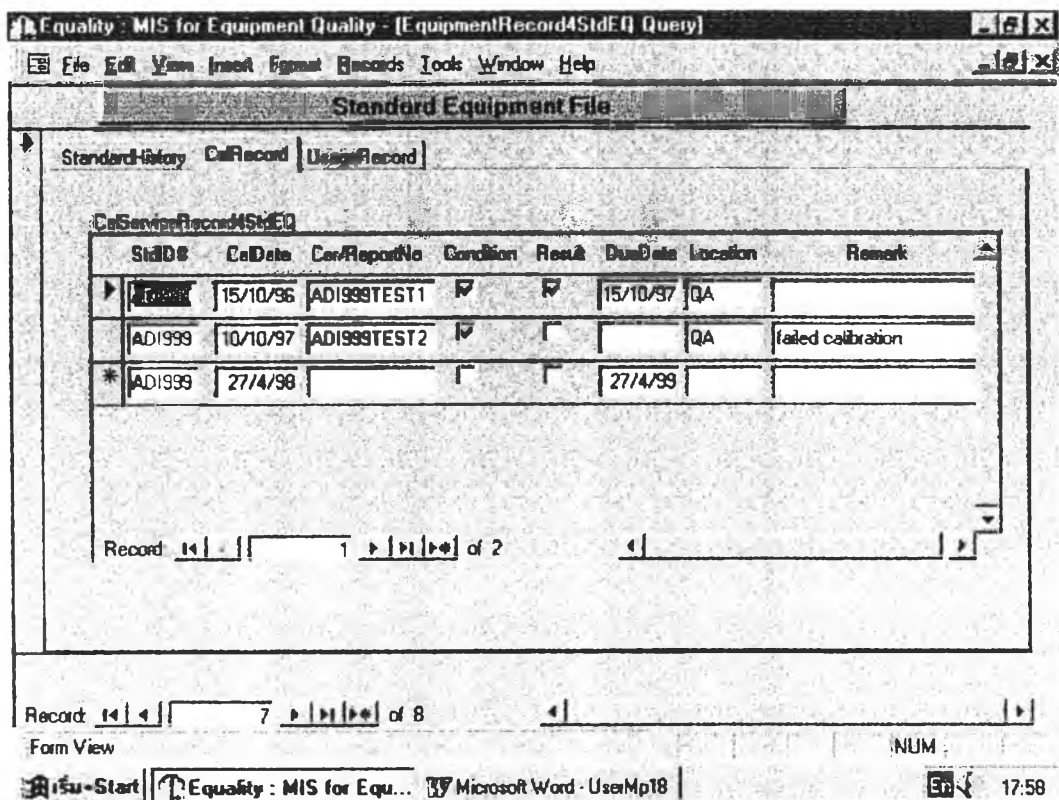 Equality : MIS for Equipment Quality - [EquipmentRecord4StdEQ Query]
File Edit View Insert Format Records Tools Window Help
Standard Equipment File
StandardHistory CalRecord UsageRecord
CalServiceRecord4StdEQ
StdID# CalDate Cer/ReportNo Condition Result DueDate Location Remark
15/10/96 ADI999TEST1 15/10/97 QA
ADI999 10/10/97 ADI999TEST2 QA failed calibration
ADI999 27/4/98 27/4/99
Record: 1 of 2
Record: 7 of 8
Form View NUM
เริ่ม-Start Equality : MIS for Equ... Microsoft Word - UserMp18 En 17:58